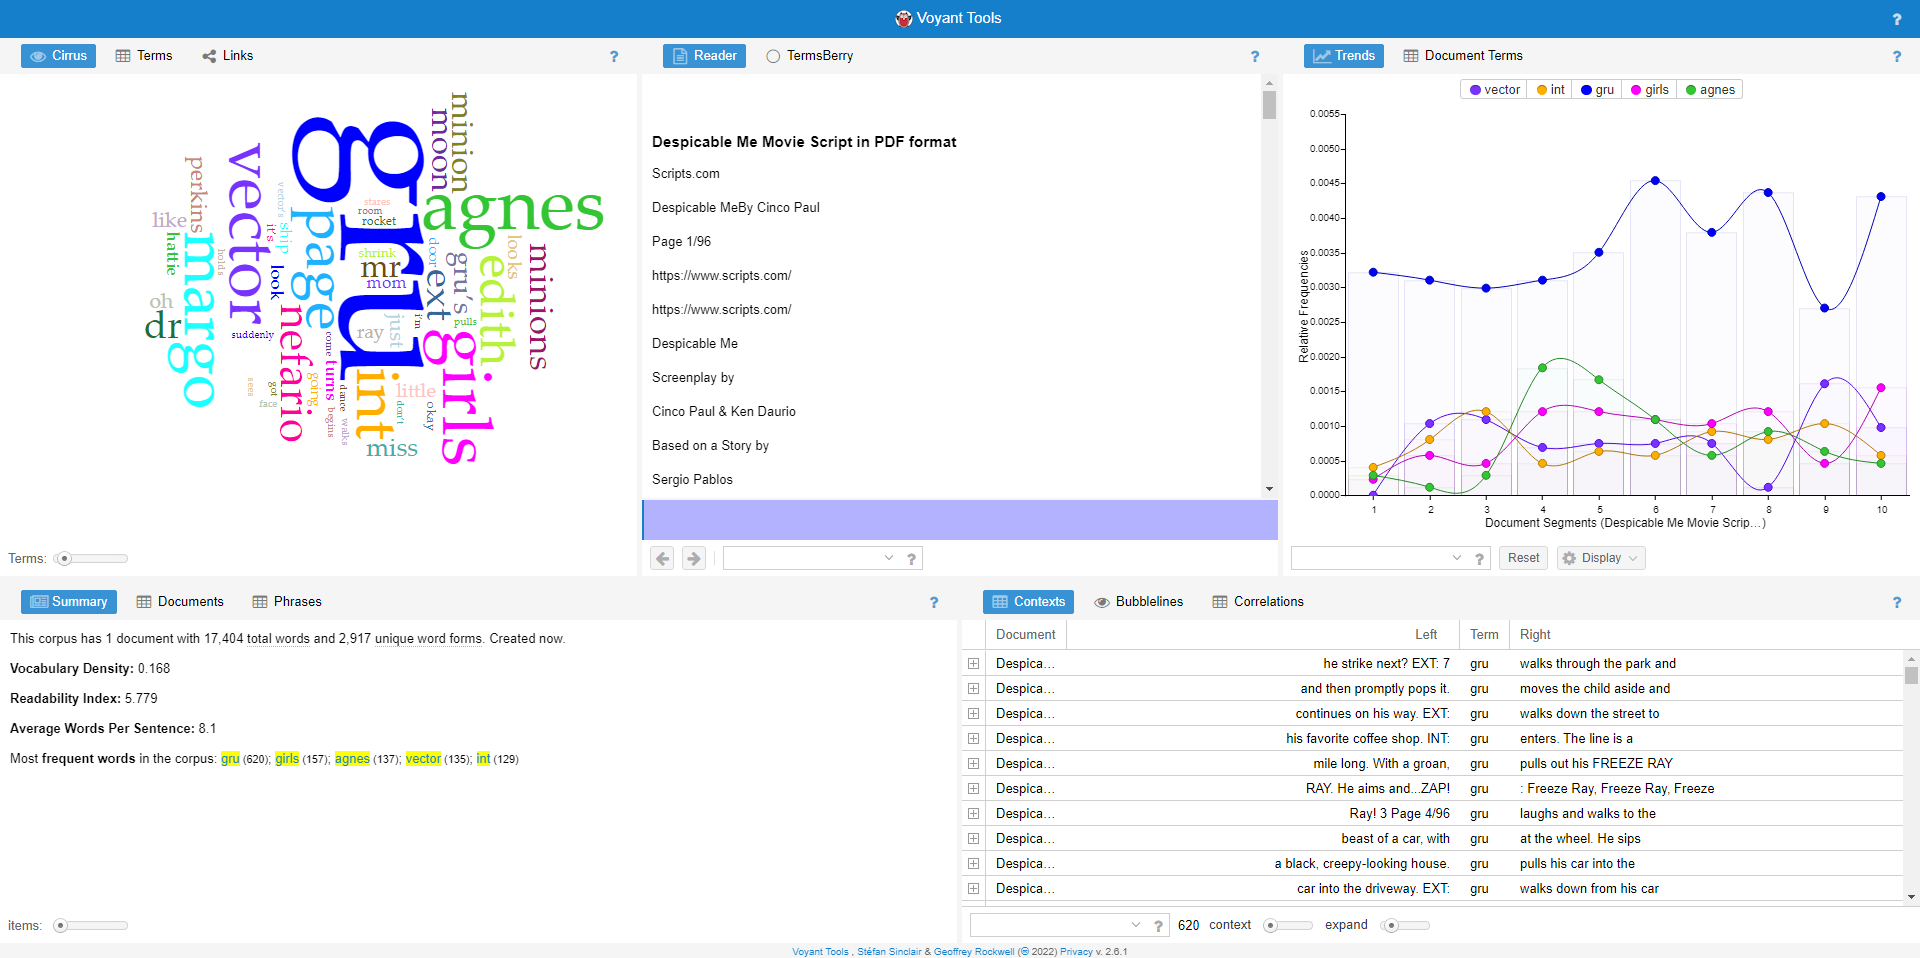 Voyant Tools
?
Cirrus Terms Links ?
minion
moon
gru
vector
perkins
vector's
stares
room
rocket
agnes
like
page
it's
ship
hattie
margo
holds
look
shrink
mr
mom
door
ext
gru's
looks
edith
minions
oh
dr
suddenly
nefario
come
ray
just
i'm
pulls
girls
turns
going
sees
got
face
begins
dance
walks
int
little
don't
okay
miss
Terms:
Reader TermsBerry ?
Despicable Me Movie Script in PDF format
Scripts.com
Despicable MeBy Cinco Paul
Page 1/96
https://www.scripts.com/
https://www.scripts.com/
Despicable Me
Screenplay by
Cinco Paul & Ken Daurio
Based on a Story by
Sergio Pablos
?
Trends Document Terms ?
vector int gru girls agnes
Relative Frequencies
0.0055
0.0050
0.0045
0.0040
0.0035
0.0030
0.0025
0.0020
0.0015
0.0010
0.0005
0.0000
1 2 3 4 5 6 7 8 9 10
Document Segments (Despicable Me Movie Scrip...)
? Reset Display
Summary Documents Phrases ?
This corpus has 1 document with 17,404 total words and 2,917 unique word forms. Created now.
Vocabulary Density: 0.168
Readability Index: 5.779
Average Words Per Sentence: 8.1
Most frequent words in the corpus: gru (620); girls (157); agnes (137); vector (135); int (129)
items:
Contexts Bubblelines Correlations ?
Document Left Term Right
Despica... he strike next? EXT: 7 gru walks through the park and
Despica... and then promptly pops it. gru moves the child aside and
Despica... continues on his way. EXT: gru walks down the street to
Despica... his favorite coffee shop. INT: gru enters. The line is a
Despica... mile long. With a groan, gru pulls out his FREEZE RAY
Despica... RAY. He aims and...ZAP! gru : Freeze Ray, Freeze Ray, Freeze
Despica... Ray! 3 Page 4/96 gru laughs and walks to the
Despica... beast of a car, with gru at the wheel. He sips
Despica... a black, creepy-looking house. gru pulls his car into the
Despica... car into the driveway. EXT: gru walks down from his car
? 620 context expand
Voyant Tools , Stéfan Sinclair & Geoffrey Rockwell (© 2022) Privacy v. 2.6.1